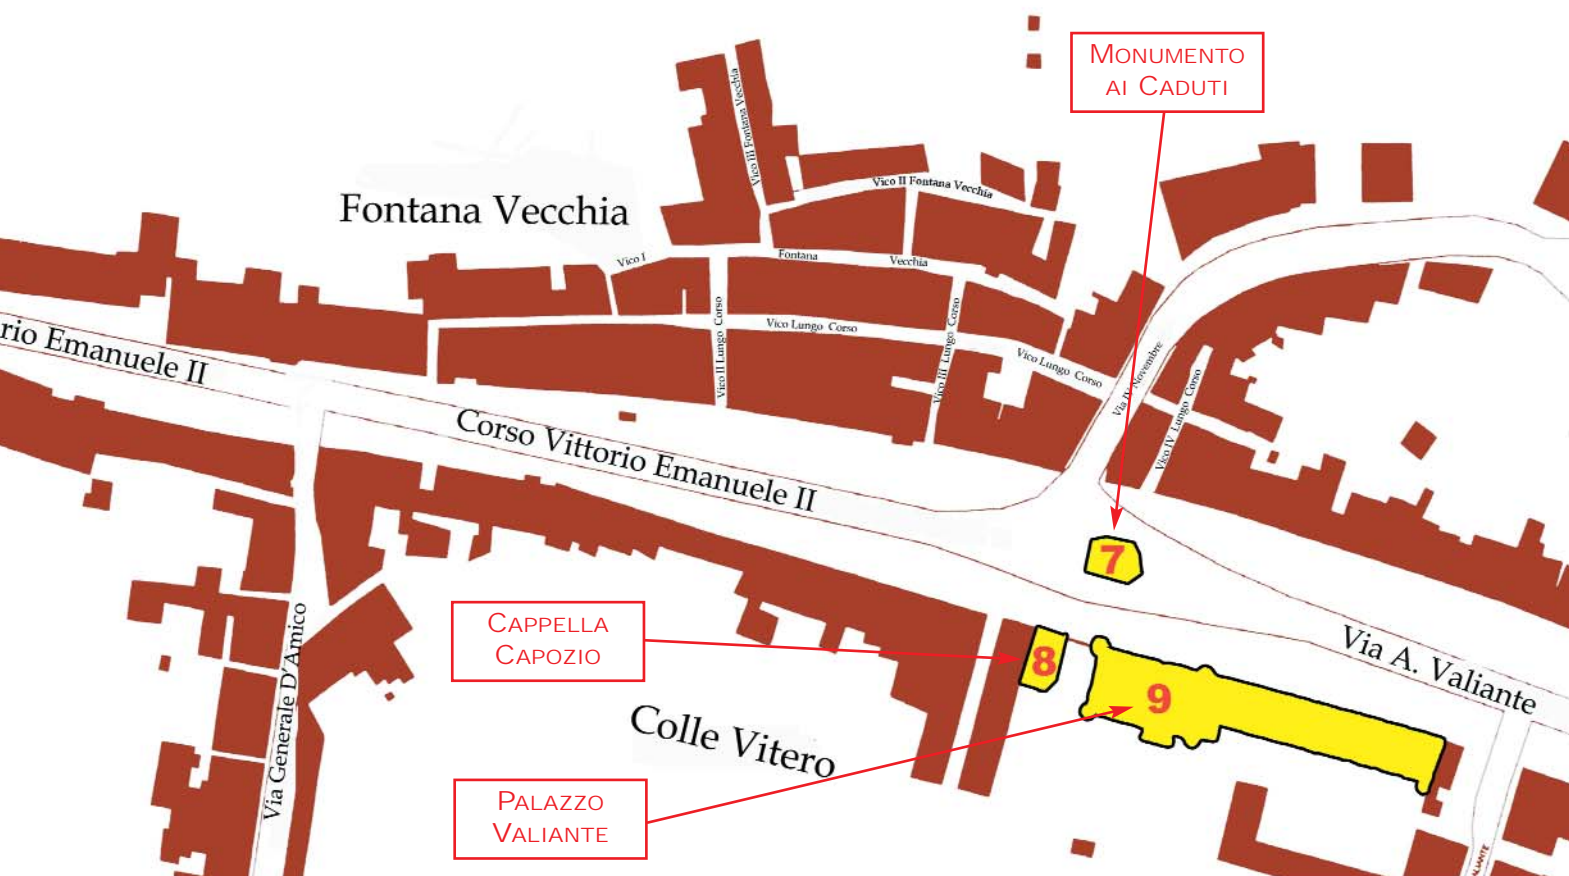 MONUMENTO
AI CADUTI
Vico III Fontana Vecchia
Vico II Fontana Vecchia
Fontana Vecchia
Vico I
Fontana
Vecchia
Vico II Lungo Corso
Vico Lungo Corso
Vico III Lungo Corso
Vico Lungo Corso
Via IV Novembre
Vico IV Lungo Corso
rio Emanuele II
Corso Vittorio Emanuele II
7
CAPPELLA
CAPOZIO
8
9
Via A. Valiante
Via Generale D'Amico
Colle Vitero
PALAZZO
VALIANTE